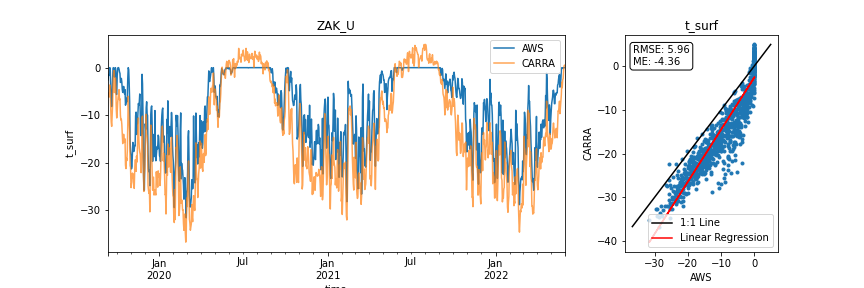 ZAK_U
t_surf
AWS
CARRA
0
−10
−20
−30
t_surf
Jan
2020
Jul
Jan
2021
Jul
Jan
2022
time
RMSE: 5.96
ME: -4.36
0
−10
−20
−30
−40
CARRA
1:1 Line
Linear Regression
−30
−20
−10
0
AWS